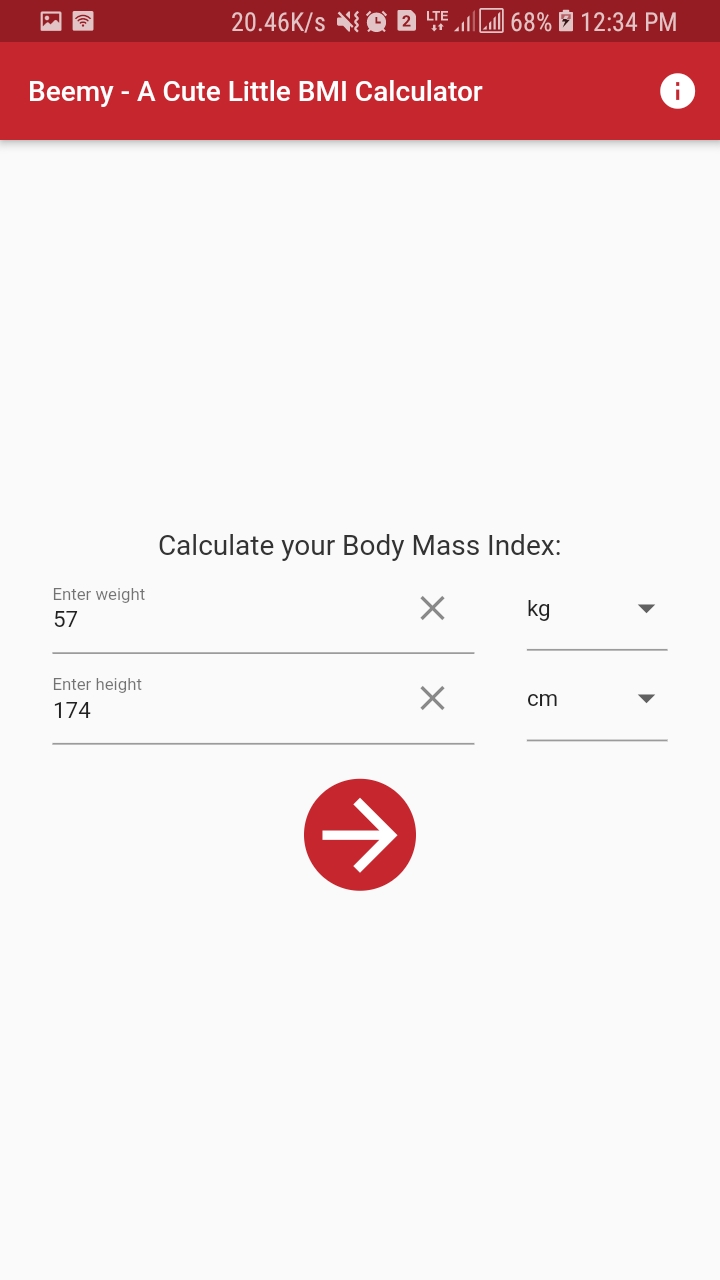 20.46K/s 2 LTE 68% 12:34 PM
Beemy - A Cute Little BMI Calculator
Calculate your Body Mass Index:
Enter weight
57
kg
Enter height
174
cm